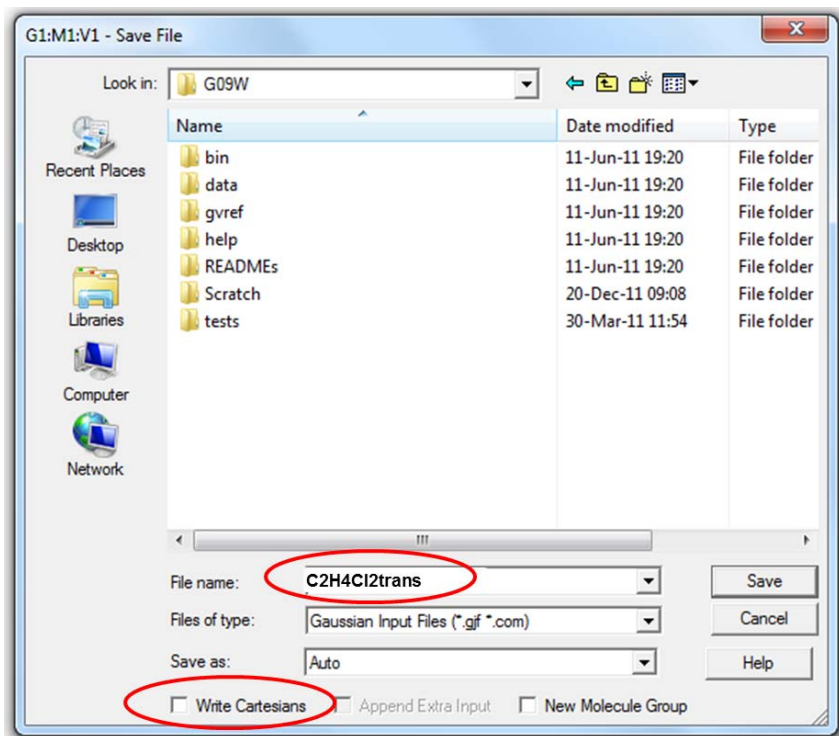 G1:M1:V1 - Save File
Look in: G09W
Name Date modified Type
bin 11-Jun-11 19:20 File folder
data 11-Jun-11 19:20 File folder
gvref 11-Jun-11 19:20 File folder
help 11-Jun-11 19:20 File folder
READMEs 11-Jun-11 19:20 File folder
Scratch 20-Dec-11 09:08 File folder
tests 30-Mar-11 11:54 File folder
Recent Places
Desktop
Libraries
Computer
Network
File name: C2H4Cl2trans Save
Files of type: Gaussian Input Files (*.gjf *.com) Cancel
Save as: Auto Help
Write Cartesians Append Extra Input New Molecule Group